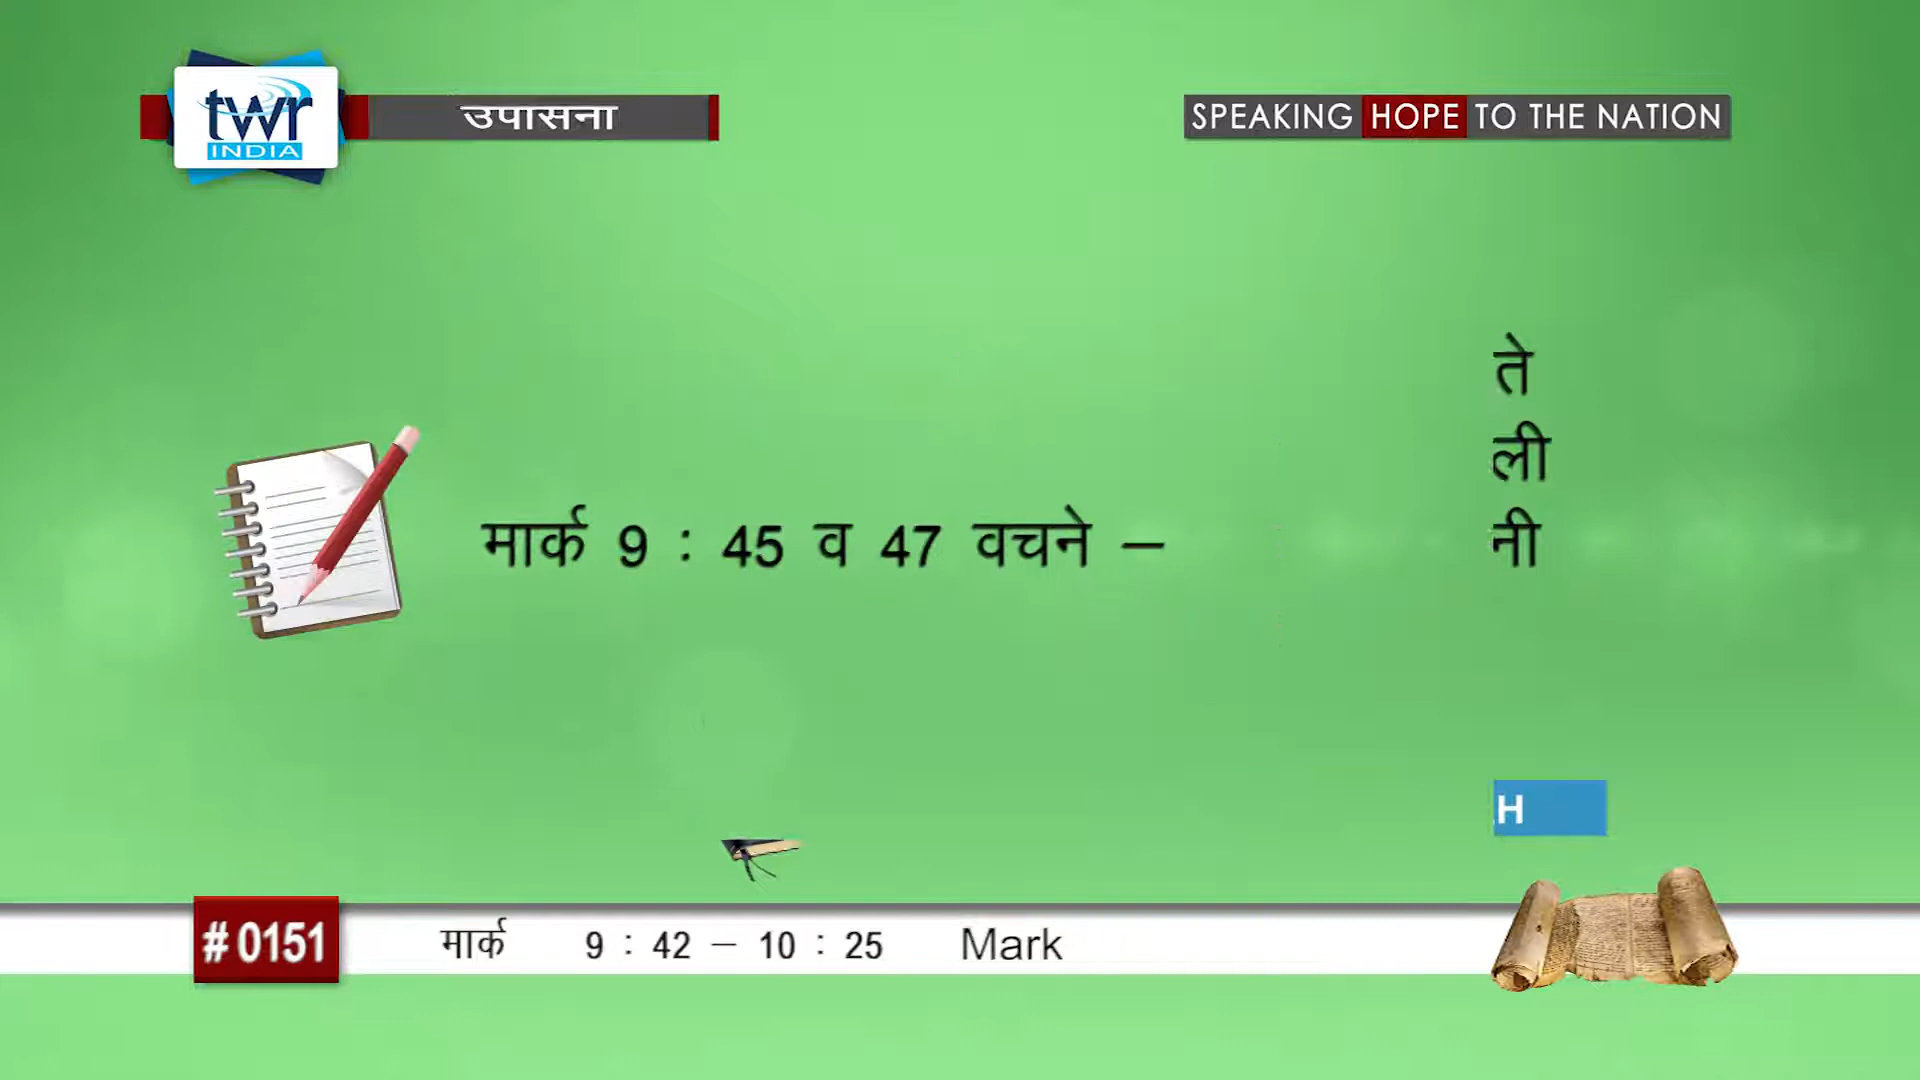 twr
INDIA
उपासना
SPEAKING HOPE TO THE NATION
ते
ली
मार्क 9 : 45 व 47 वचने – नी
H
#0151 मार्क 9 : 42 – 10 : 25 Mark